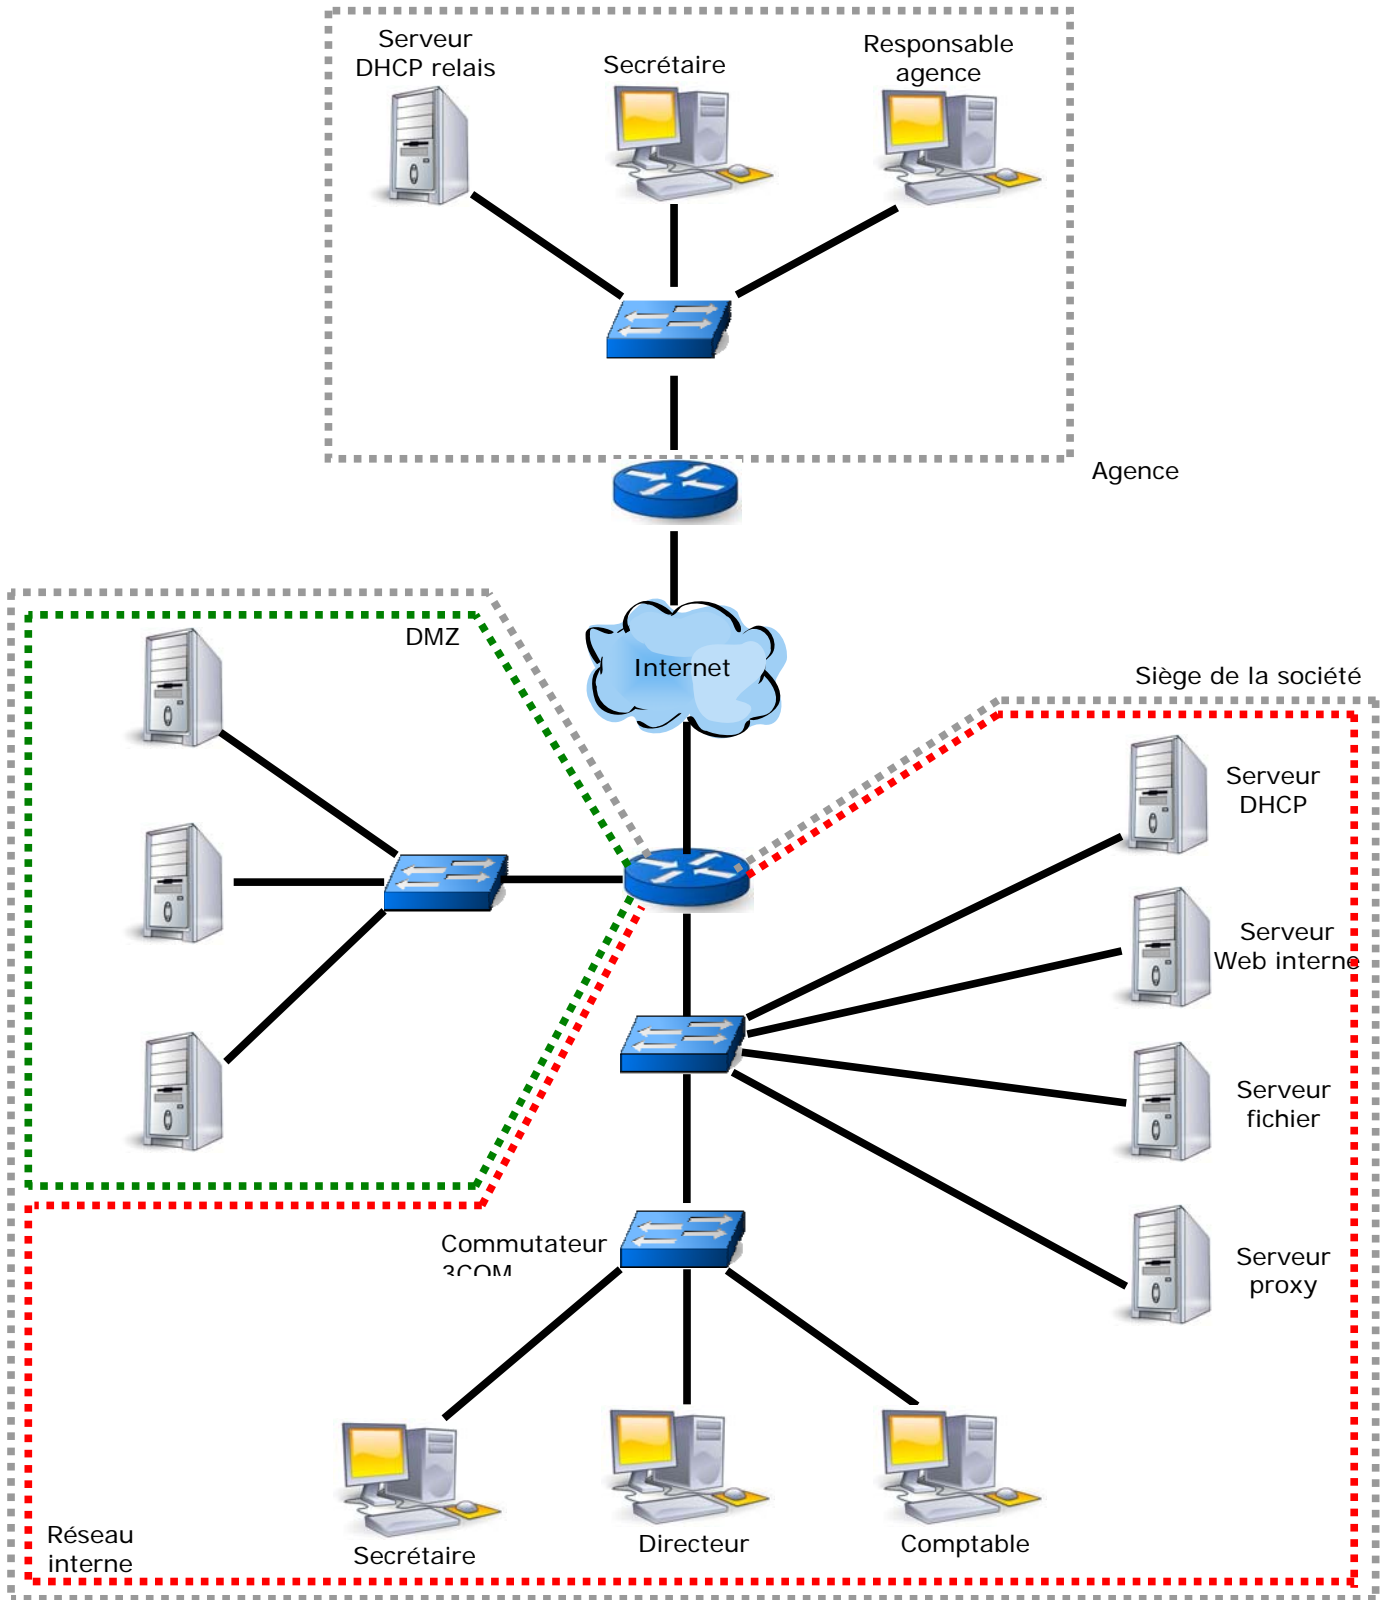 Serveur
DHCP relais
Secrétaire
Responsable
agence
Agence
DMZ
Internet
Siège de la société
Serveur
DHCP
Serveur
Web interne
Serveur
fichier
Commutateur
3COM
Serveur
proxy
Réseau
interne
Secrétaire
Directeur
Comptable